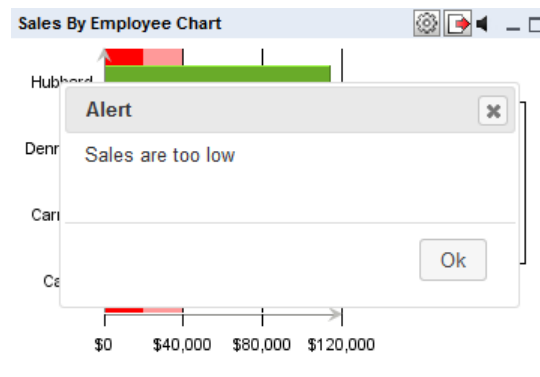 Sales By Employee Chart
Hubbard
Alert
Sales are too low
Ok
$0 $40,000 $80,000 $120,000